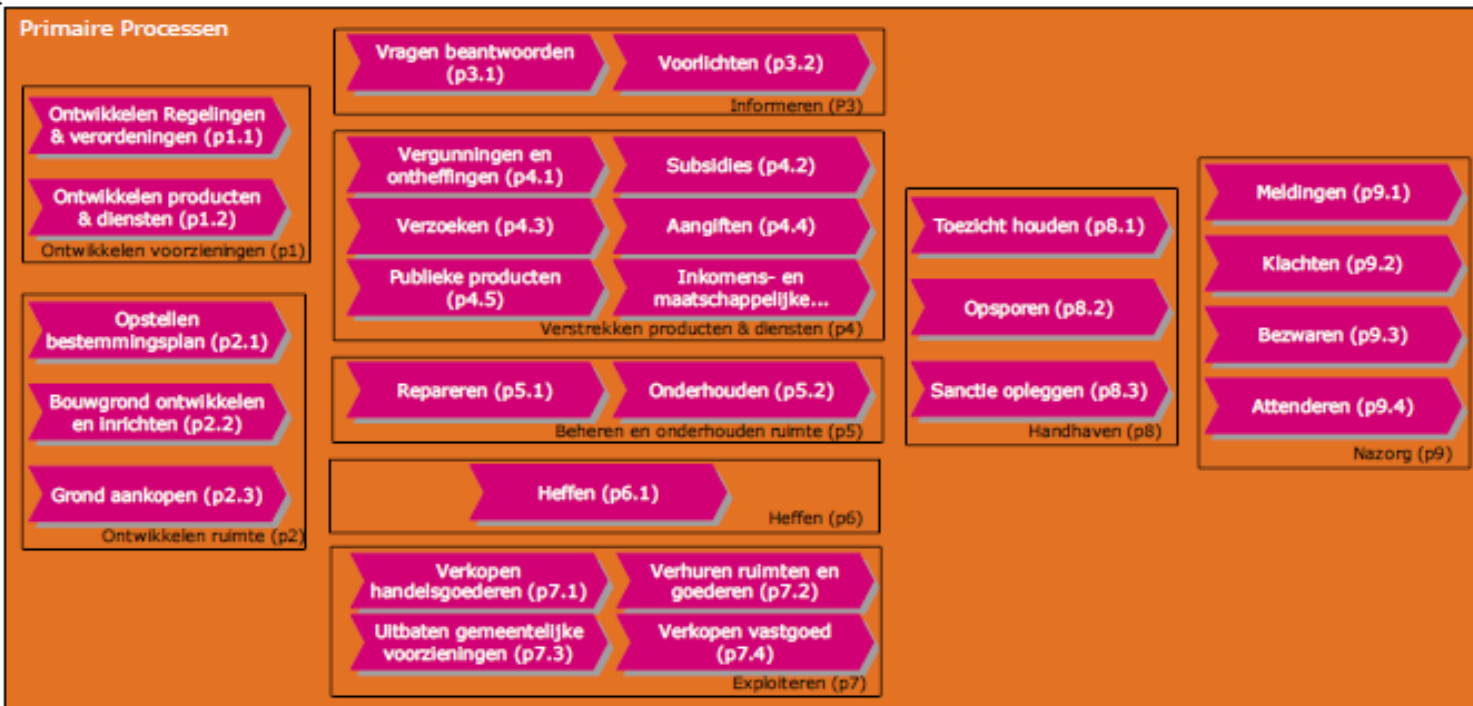 Primaire Processen
Ontwikkelen Regelingen
& verordeningen (p1.1)
Ontwikkelen producten
& diensten (p1.2)
Ontwikkelen voorzieningen (p1)
Opstellen
bestemmingsplan (p2.1)
Bouwgrond ontwikkelen
en inrichten (p2.2)
Grond aankopen (p2.3)
Ontwikkelen ruimte (p2)
Vragen beantwoorden
(p3.1)
Voorlichten (p3.2)
Informeren (P3)
Vergunningen en
ontheffingen (p4.1)
Subsidies (p4.2)
Verzoeken (p4.3)
Aangiften (p4.4)
Publieke producten
(p4.5)
Inkomens- en
maatschappelijke...
Verstrekken producten & diensten (p4)
Repareren (p5.1)
Onderhouden (p5.2)
Beheren en onderhouden ruimte (p5)
Heffen (p6.1)
Heffen (p6)
Verkopen
handelsgoederen (p7.1)
Verhuren ruimten en
goederen (p7.2)
Uitbaten gemeentelijke
voorzieningen (p7.3)
Verkopen vastgoed
(p7.4)
Exploiteren (p7)
Toezicht houden (p8.1)
Opsporen (p8.2)
Sanctie opleggen (p8.3)
Handhaven (p8)
Meldingen (p9.1)
Klachten (p9.2)
Bezwaren (p9.3)
Attenderen (p9.4)
Nazorg (p9)